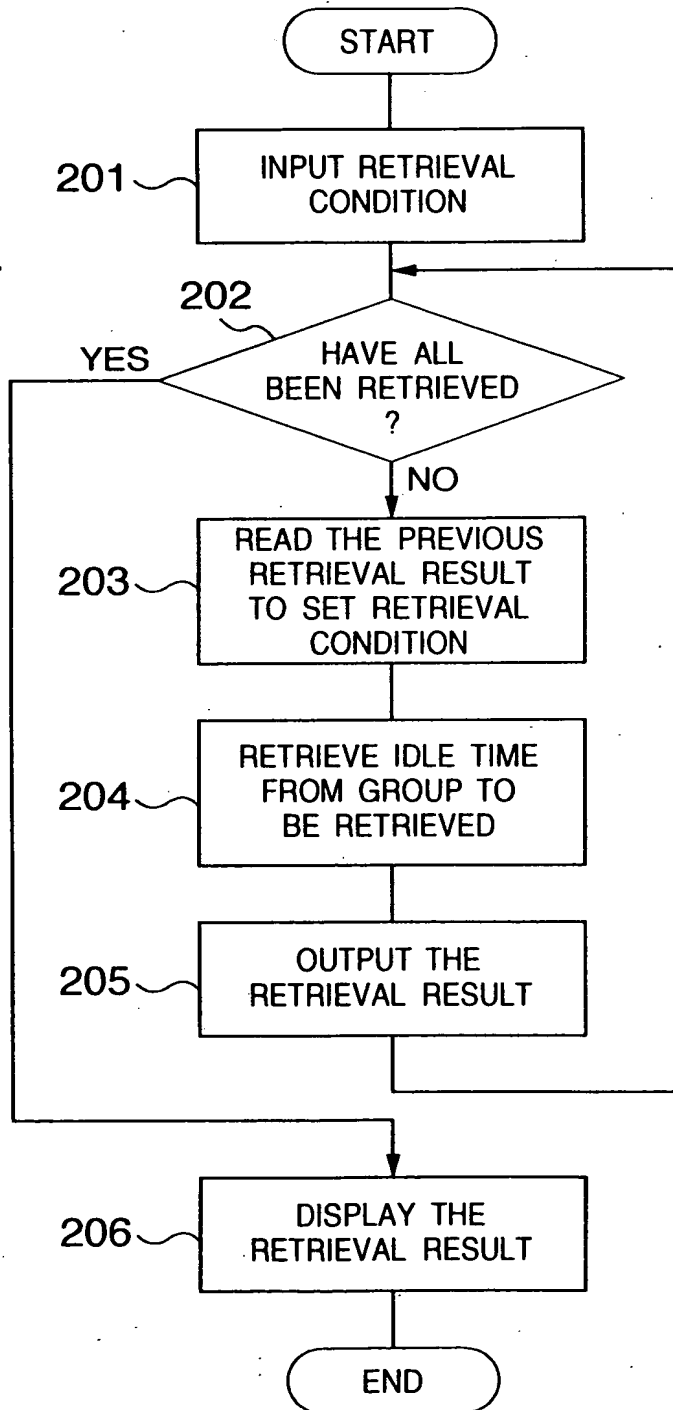 START
201
INPUT RETRIEVAL
CONDITION
202
YES
HAVE ALL
BEEN RETRIEVED
?
NO
203
READ THE PREVIOUS
RETRIEVAL RESULT
TO SET RETRIEVAL
CONDITION
204
RETRIEVE IDLE TIME
FROM GROUP TO
BE RETRIEVED
205
OUTPUT THE
RETRIEVAL RESULT
206
DISPLAY THE
RETRIEVAL RESULT
END